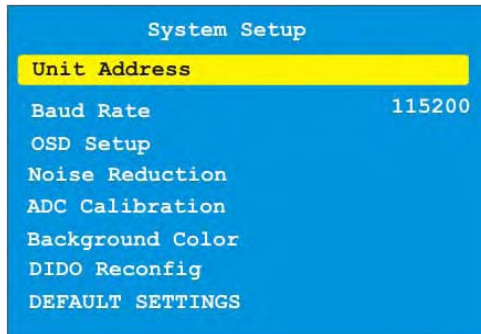 System Setup
Unit Address
Baud Rate 115200
OSD Setup
Noise Reduction
ADC Calibration
Background Color
DIDO Reconfig
DEFAULT SETTINGS